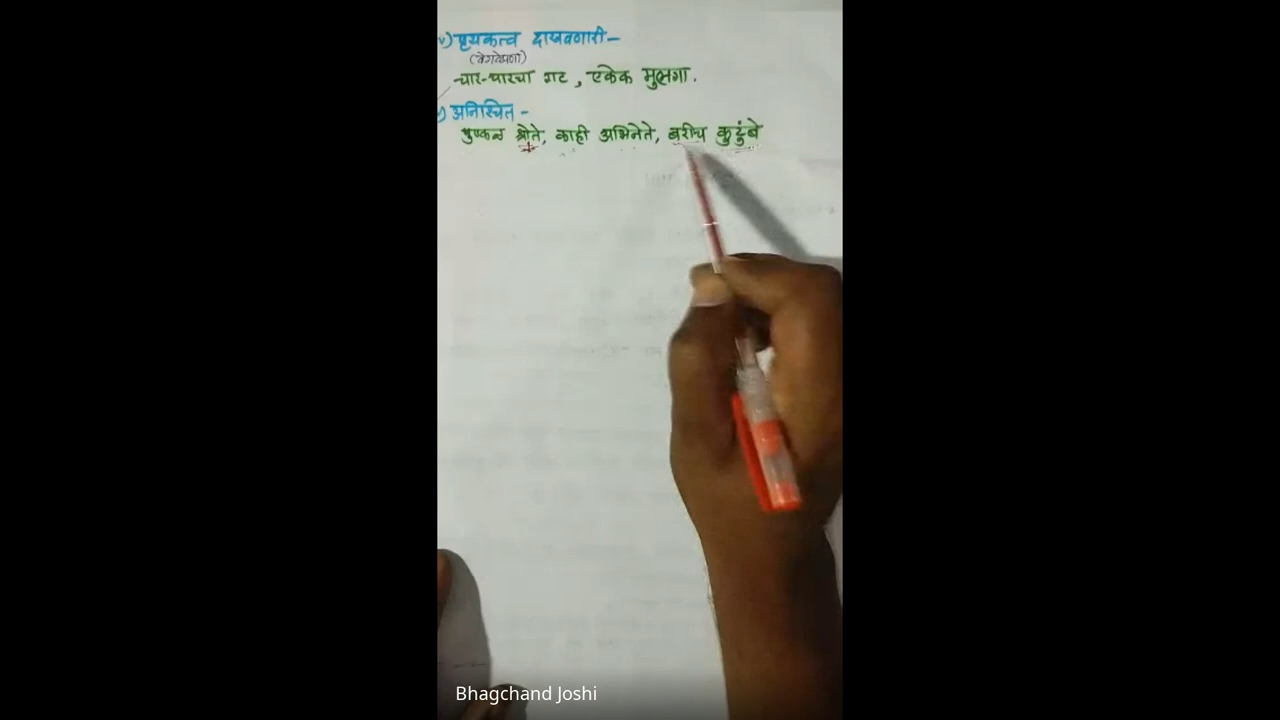 v) पृथकत्व दाखवणारी–
(वेगवेगळा)
चार-चारचा गट, एकेक मुलगा.
अनिश्चित -
पुष्कळ श्रोते, काही अभिनेते, बरीच कुटुंबे
Bhagchand Joshi